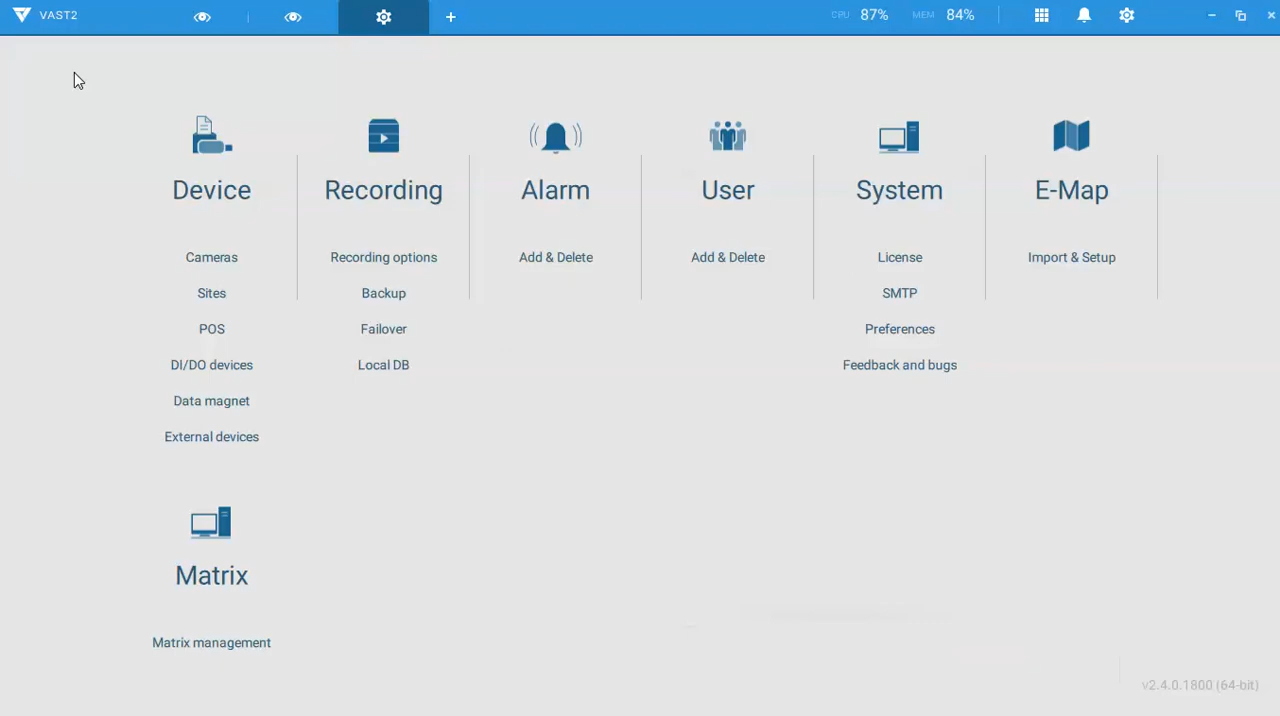 VAST2 CPU 87% MEM 84%
Device
Cameras
Sites
POS
DI/DO devices
Data magnet
External devices
Recording
Recording options
Backup
Failover
Local DB
Alarm
Add & Delete
User
Add & Delete
System
License
SMTP
Preferences
Feedback and bugs
E-Map
Import & Setup
Matrix
Matrix management
v2.4.0.1800 (64-bit)